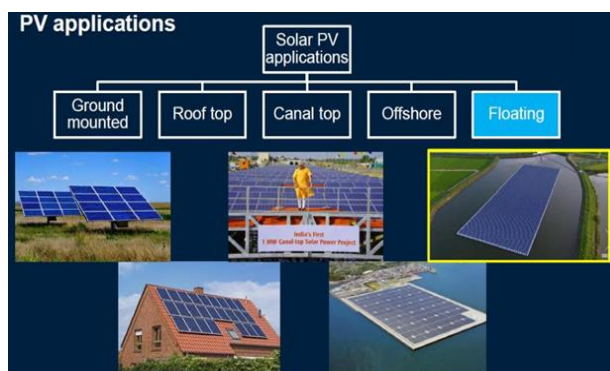 PV applications
Solar PV
applications
Ground
mounted
Roof top
Canal top
Offshore
Floating
India's First
1 MW Canal-top Solar Power Project